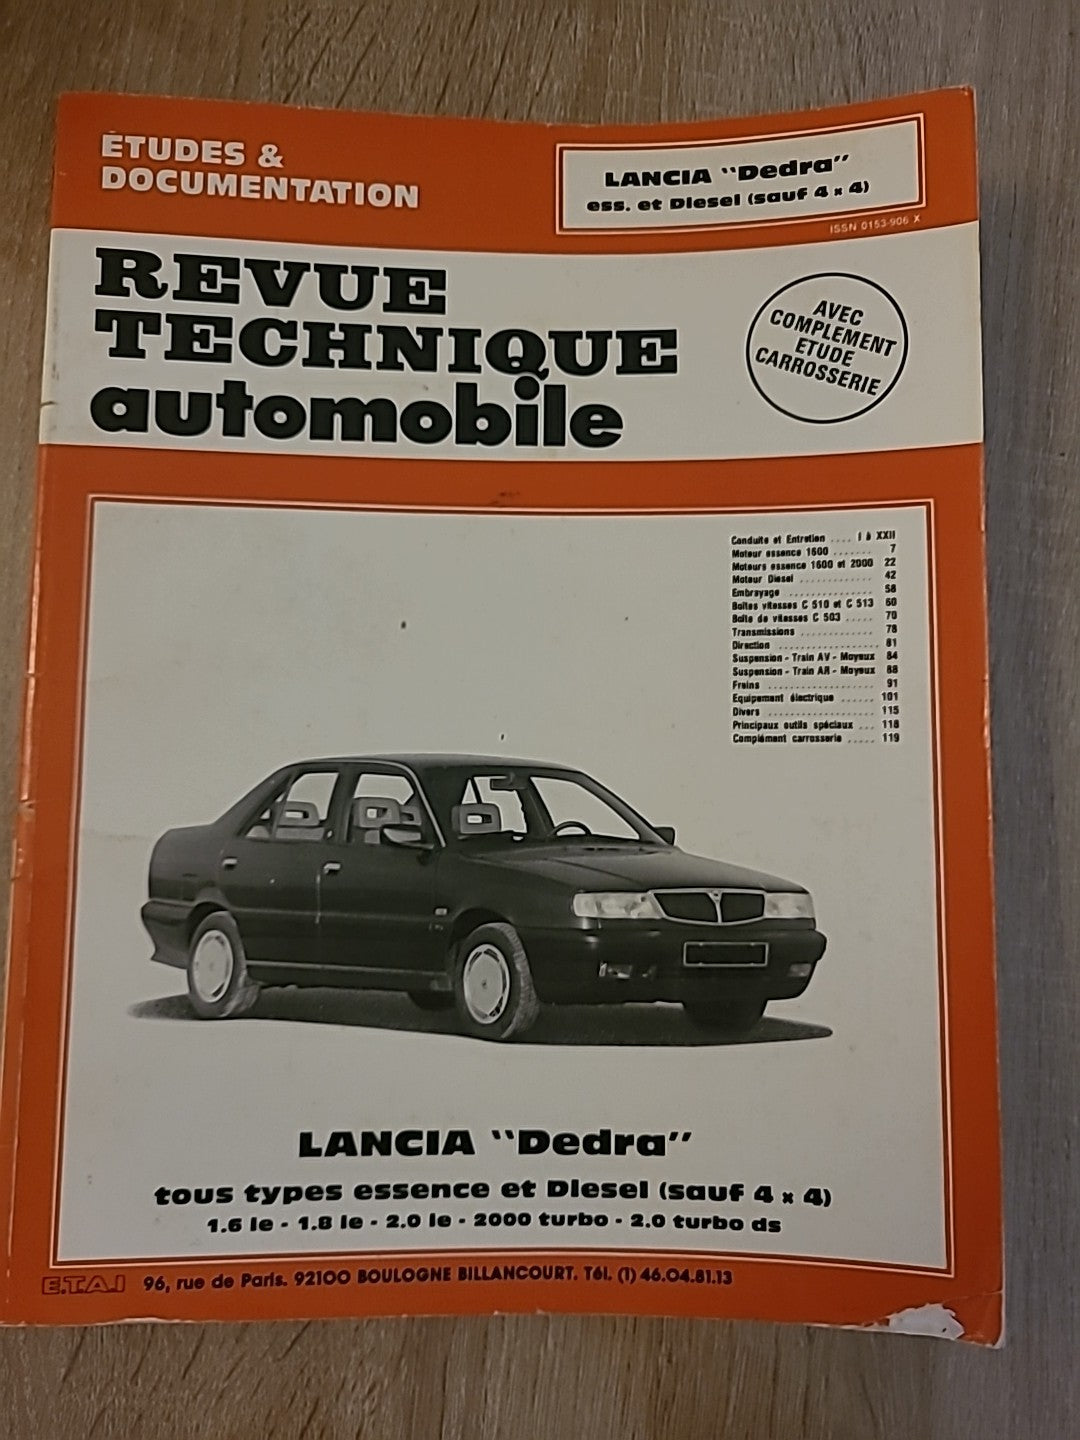 ÉTUDES &
DOCUMENTATION
LANCIA "Dedra"
ess. et Diesel (sauf 4 x 4)
ISSN 0153-906 X
REVUE
TECHNIQUE
automobile
AVEC
COMPLEMENT
ETUDE
CARROSSERIE
Conduite et Entretien .... I à XXII
Moteur essence 1600 ....... 7
Moteurs essence 1600 et 2000 22
Moteur Diesel ............ 42
Embrayage .............. 58
Boîtes vitesses C 510 et C 513 60
Boîte de vitesses C 503 ..... 70
Transmissions ............ 78
Direction ................ 81
Suspension - Train AV - Moyeux 84
Suspension - Train AR - Moyeux 88
Freins .................. 91
Equipement électrique ...... 101
Divers .................. 115
Principaux outils spéciaux ... 118
Complément carrosserie ..... 119
LANCIA "Dedra"
tous types essence et Diesel (sauf 4 x 4)
1.6 ie - 1.8 ie - 2.0 ie - 2000 turbo - 2.0 turbo ds
E.T.A.I 96, rue de Paris. 92100 BOULOGNE BILLANCOURT. Tél. (1) 46.04.81.13